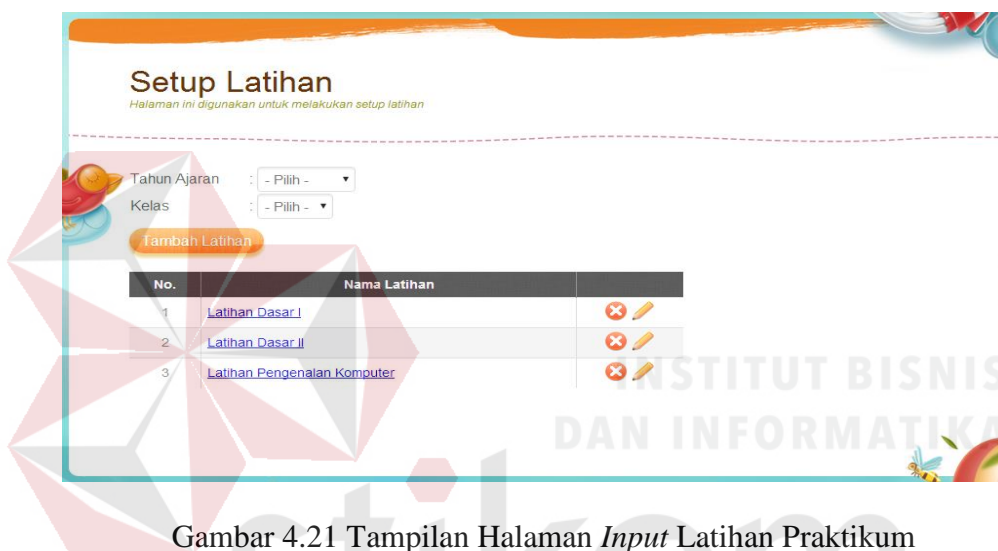 Setup Latihan
Halaman ini digunakan untuk melakukan setup latihan
Tahun Ajaran : - Pilih -
Kelas : - Pilih -
Tambah Latihan
No. Nama Latihan
1 Latihan Dasar I
2 Latihan Dasar II
3 Latihan Pengenalan Komputer
INSTITUT BISNIS
DAN INFORMATIKA
stikom
Gambar 4.21 Tampilan Halaman Input Latihan Praktikum